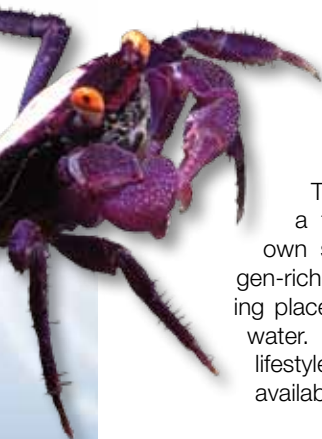 T
a
own s
gen-rich
ing place
water.
lifestyle
availab